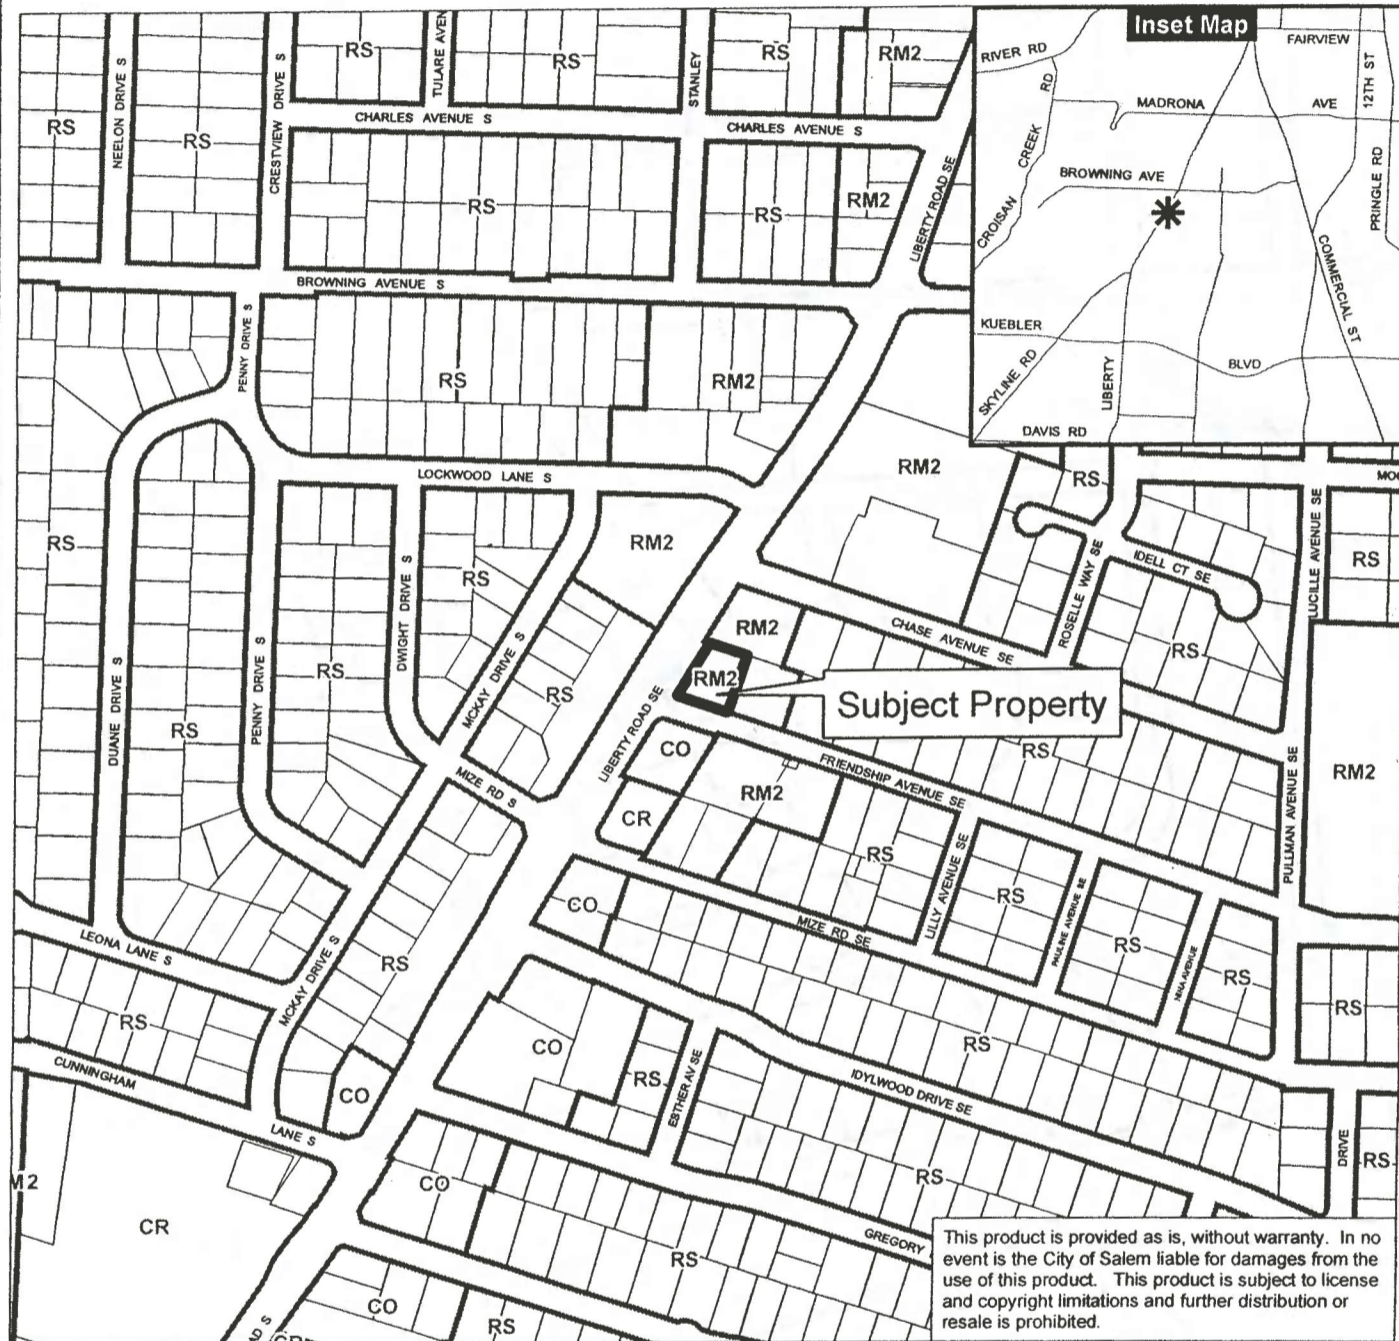 Inset Map
RIVER RD
FAIRVIEW
12TH ST
CROISAN CREEK RD
MADRONA AVE
BROWNING AVE
PRINGLE RD
COMMERCIAL ST
KUEBLER BLVD
SKYLINE RD
LIBERTY
DAVIS RD
NEELON DRIVE S
CRESTVIEW DRIVE S
TULARE AVEN
STANLEY
RS
RS
RS
RM2
RS
RS
CHARLES AVENUE S
CHARLES AVENUE S
RS
RS
RM2
LIBERTY ROAD SE
BROWNING AVENUE S
PENNY DRIVE S
RS
RM2
LOCKWOOD LANE S
RM2
RS
MO
LUCILLE AVENUE SE
RS
RS
RM2
RS
DWIGHT DRIVE S
ROSELLE WAY SE
IDELL CT SE
RM2
CHASE AVENUE SE
RS
DUANE DRIVE S
RS
PENNY DRIVE S
RS
MCKAY DRIVE S
RS
RM2
Subject Property
LIBERTY ROAD SE
CO
RS
MIZE RD S
FRIENDSHIP AVENUE SE
PULLMAN AVENUE SE
RM2
RM2
CR
RS
LILLY AVENUE SE
RS
PAULINE AVENUE SE
RS
NINA AVENUE
RS
CO
MIZE RD SE
LEONA LANE S
MCKAY DRIVE S
RS
RS
RS
CO
RS
RS
CUNNINGHAM LANE S
CO
ESTHER AV SE
IDYLWOOD DRIVE SE
DRIVE
RS
M2
CR
CO
RS
RS
GREGORY
CO
RS
AD S
This product is provided as is, without warranty. In no
event is the City of Salem liable for damages from the
use of this product. This product is subject to license
and copyright limitations and further distribution or
resale is prohibited.